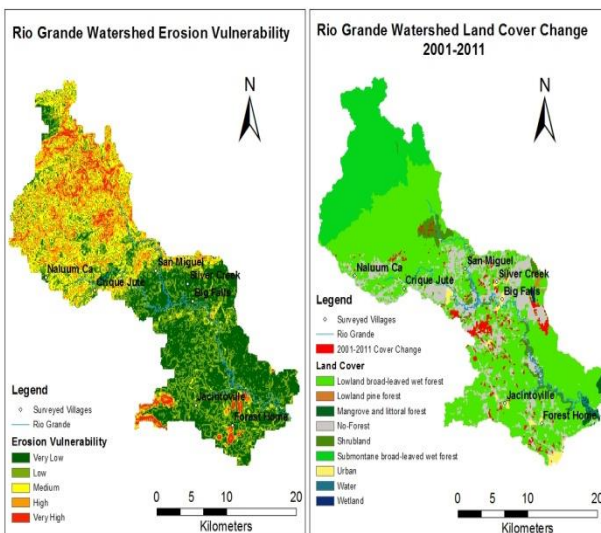 Rio Grande Watershed Erosion Vulnerability
N
San Miguel
Silver Creek
Naluum Ca
Crique Jute
Big Falls
Jacintoville
Forest Home
Legend
Surveyed Villages
Rio Grande
Erosion Vulnerability
Very Low
Low
Medium
High
Very High
0 5 10 20
Kilometers
Rio Grande Watershed Land Cover Change
2001-2011
N
San Miguel
Naluum Ca
Silver Creek
Crique Jute
Big Falls
Jacintoville
Forest Home
Legend
Surveyed Villages
Rio Grande
2001-2011 Cover Change
Land Cover
Lowland broad-leaved wet forest
Lowland pine forest
Mangrove and littoral forest
No-Forest
Shrubland
Submontane broad-leaved wet forest
Urban
Water
Wetland
0 5 10 20
Kilometers